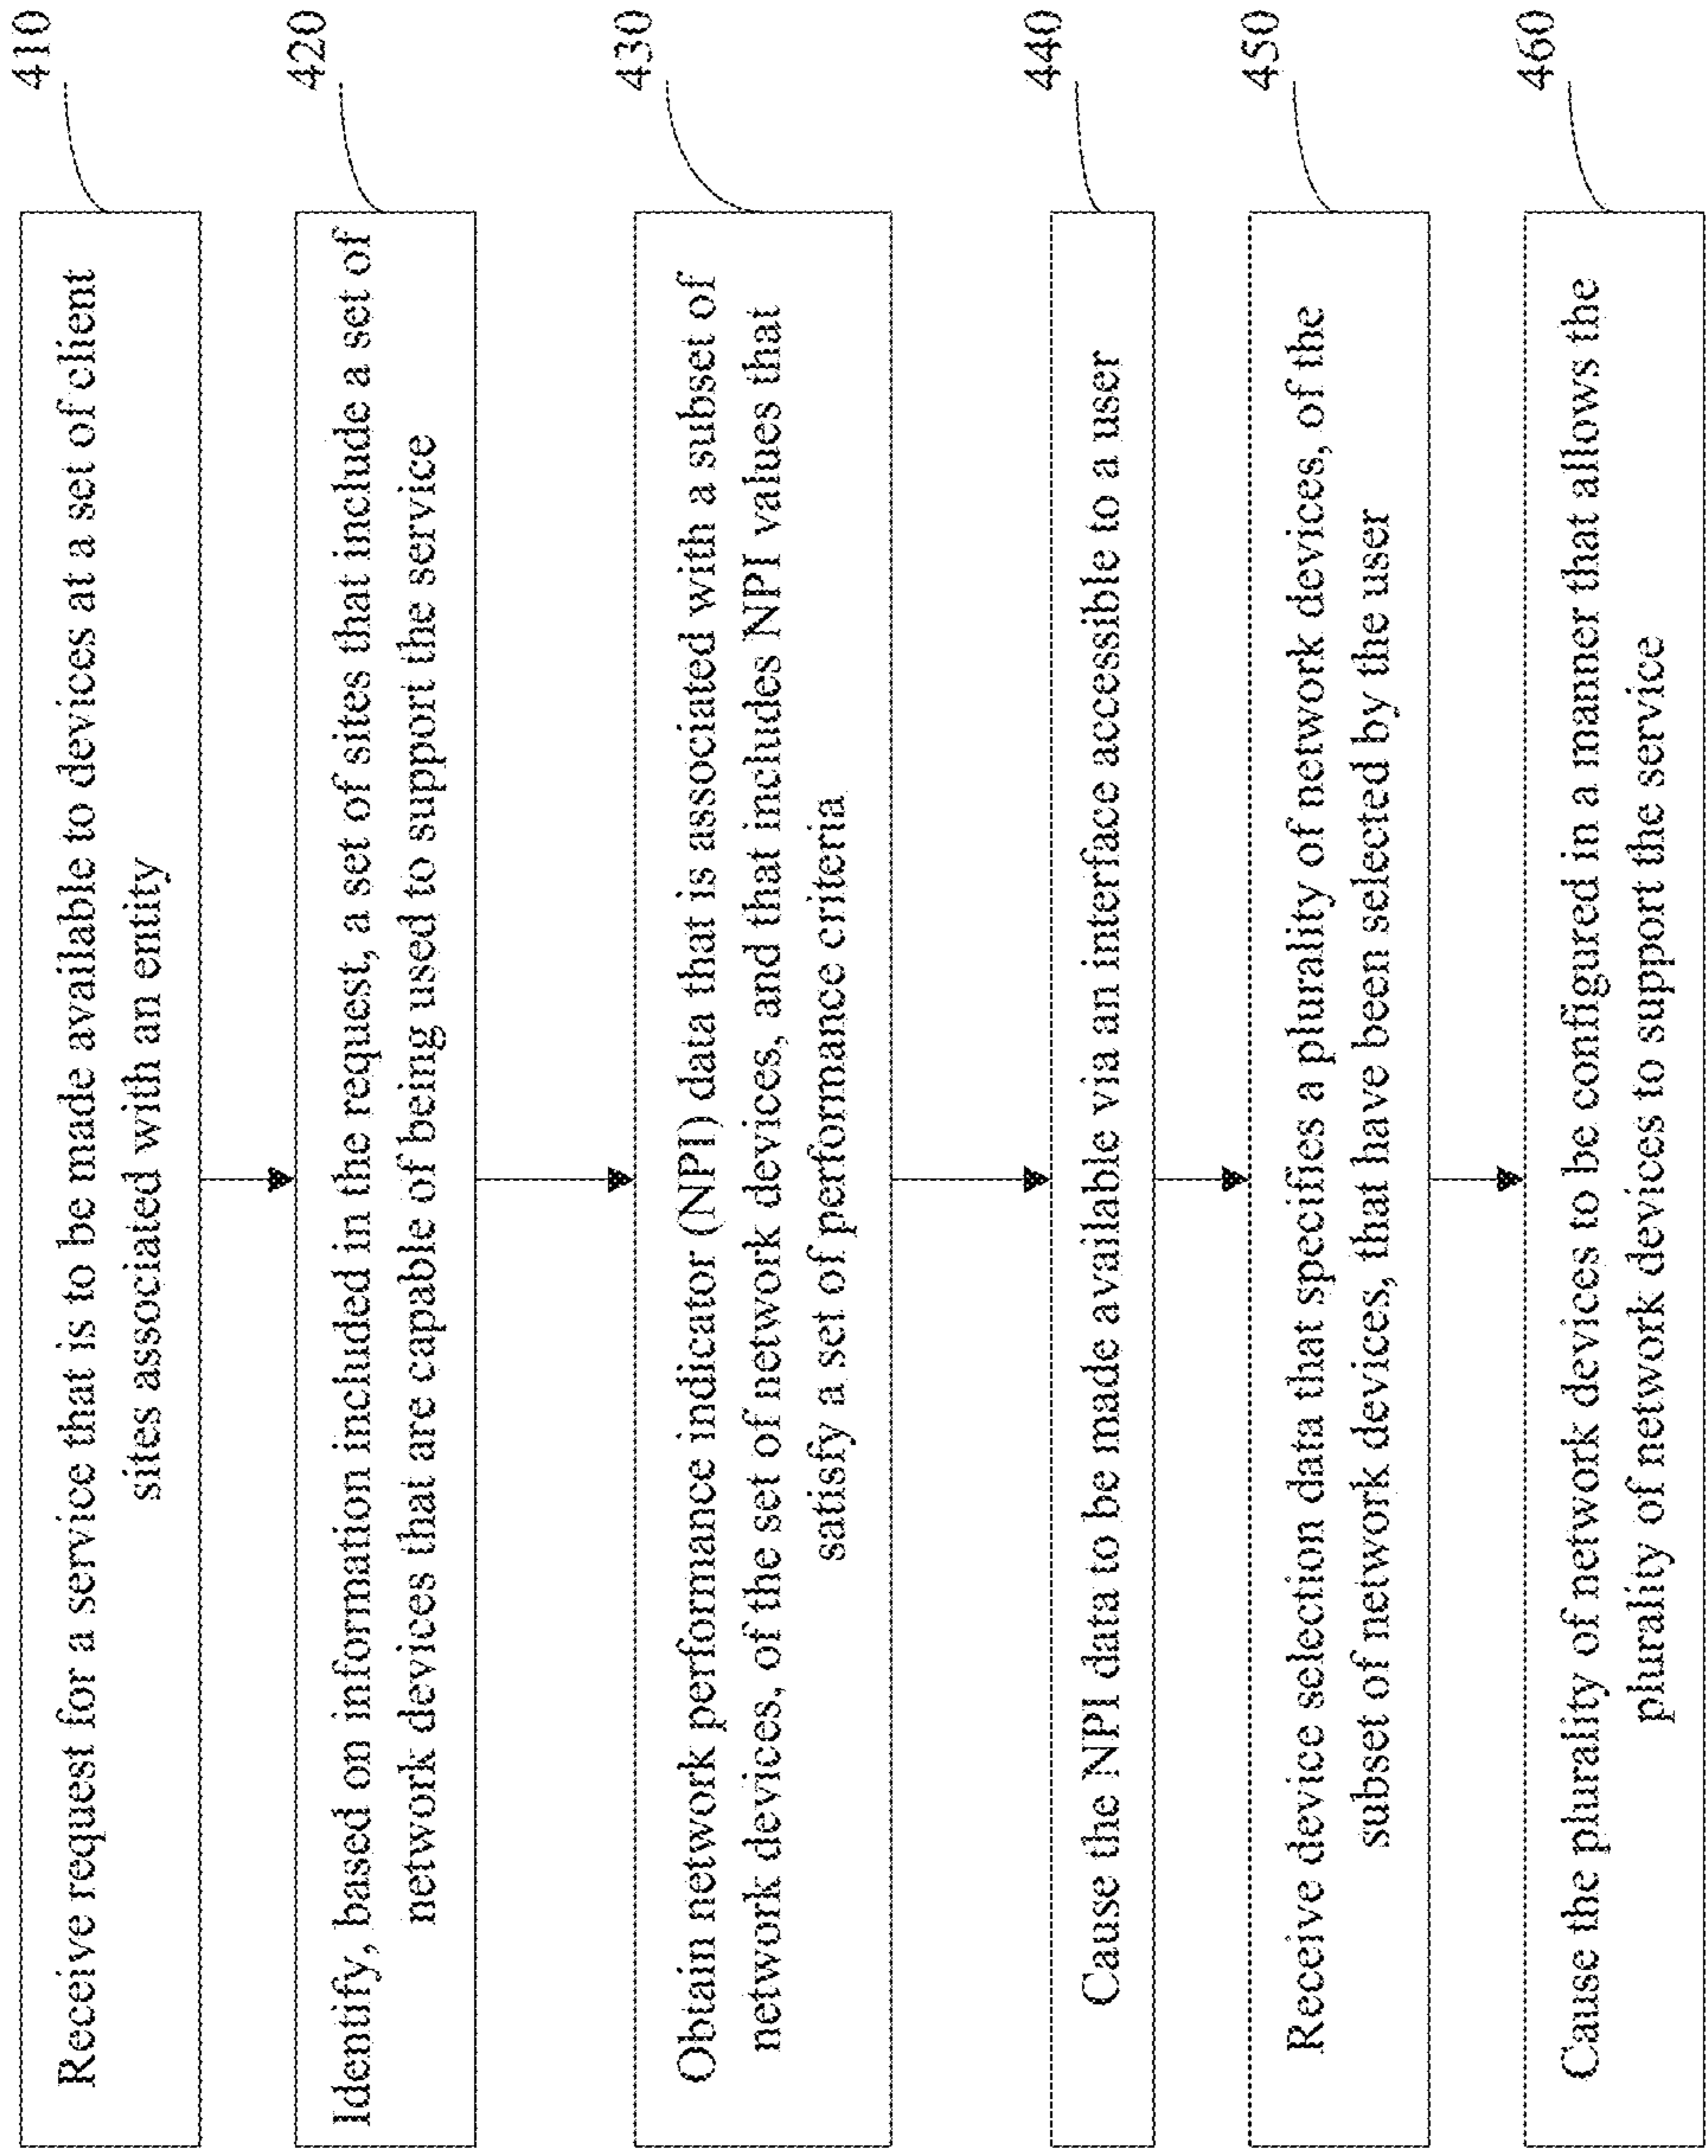 410
Receive request for a service that is to be made available to devices at a set of client
sites associated with an entity
420
Identify, based on information included in the request, a set of sites that include a set of
network devices that are capable of being used to support the service
430
Obtain network performance indicator (NPI) data that is associated with a subset of
network devices, of the set of network devices, and that includes NPI values that
satisfy a set of performance criteria
440
Cause the NPI data to be made available via an interface accessible to a user
450
Receive device selection data that specifies a plurality of network devices, of the
subset of network devices, that have been selected by the user
460
Cause the plurality of network devices to be configured in a manner that allows the
plurality of network devices to support the service